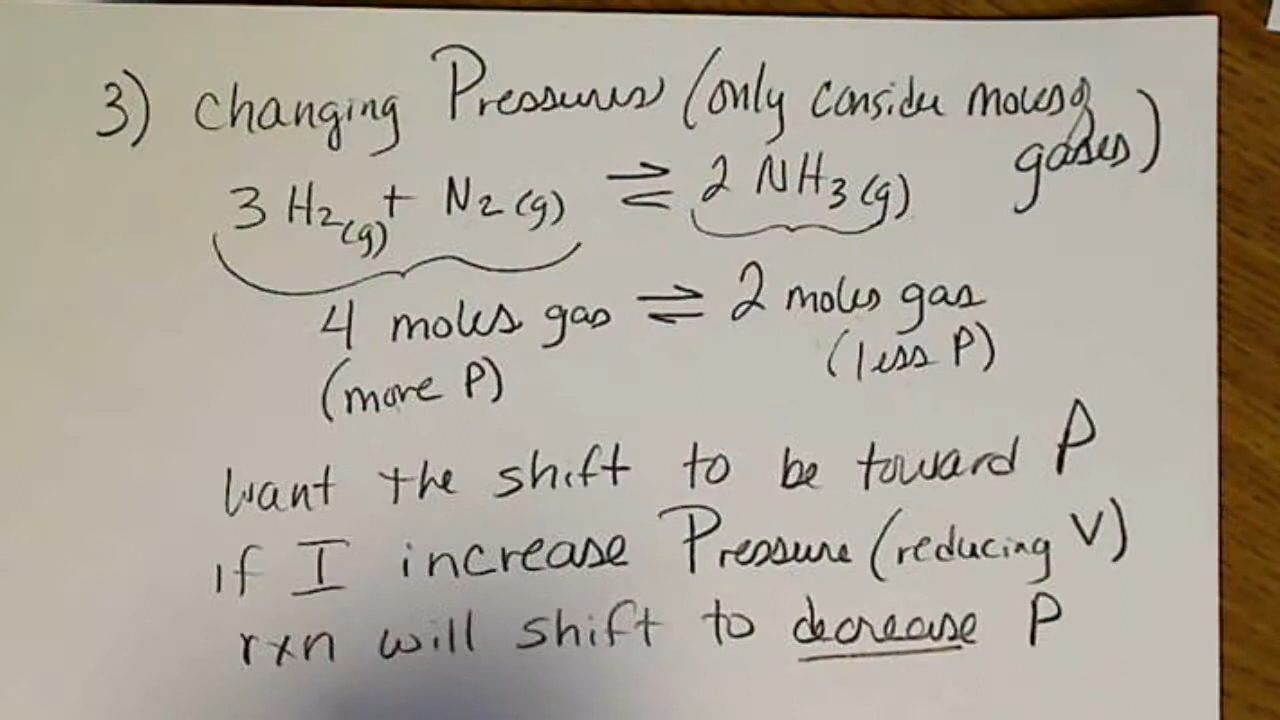 3) Changing Pressures (only consider moles of gases)
3 H2(g) + N2(g) ⇌ 2 NH3(g)
4 moles gas ⇌ 2 moles gas
(more P) (less P)
Want the shift to be toward P
if I increase Pressure (reducing V)
rxn will shift to decrease P